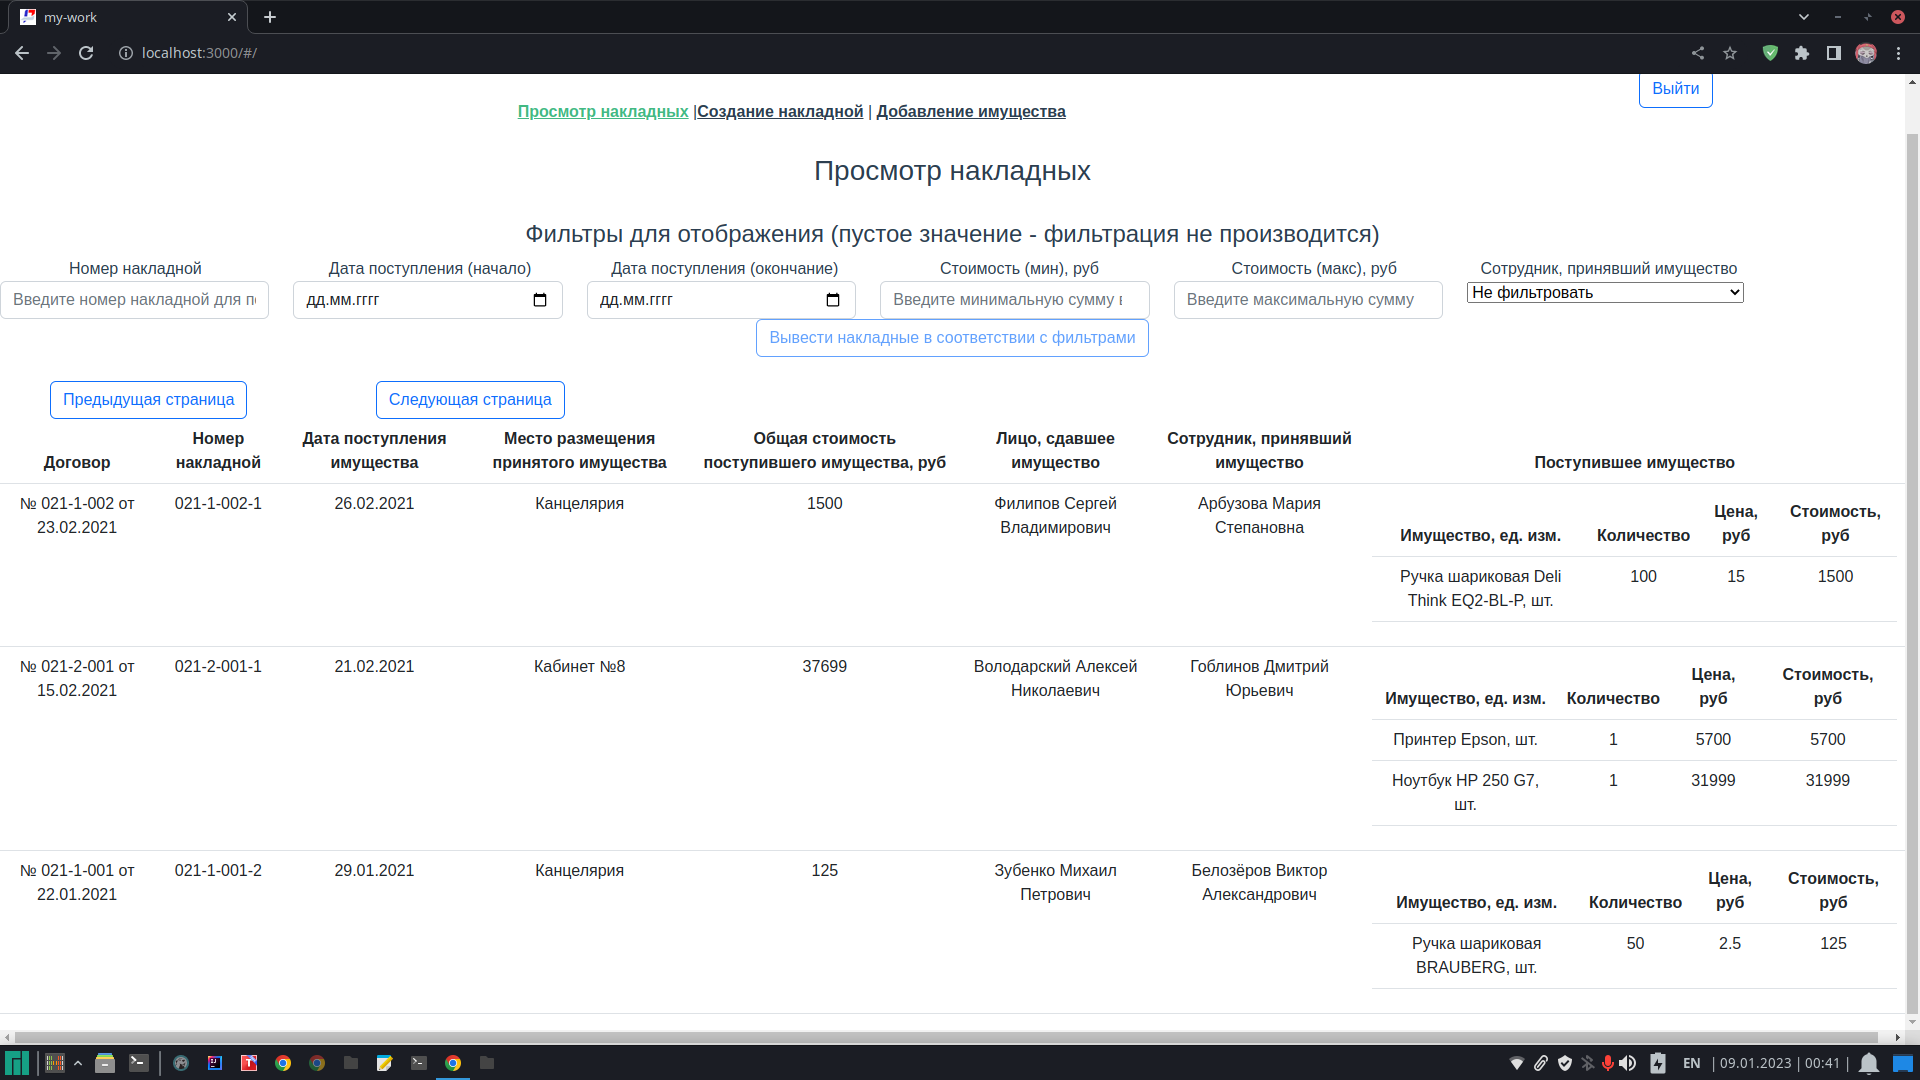 my-work
localhost:3000/#/
Выйти
Просмотр накладных |Создание накладной | Добавление имущества
Просмотр накладных
Фильтры для отображения (пустое значение - фильтрация не производится)
Номер накладной Дата поступления (начало) Дата поступления (окончание) Стоимость (мин), руб Стоимость (макс), руб Сотрудник, принявший имущество
Введите номер накладной для по дд.мм.гггг дд.мм.гггг Введите минимальную сумму в Введите максимальную сумму Не фильтровать
Вывести накладные в соответствии с фильтрами
Предыдущая страница Следующая страница
Номер Дата поступления Место размещения Общая стоимость Лицо, сдавшее Сотрудник, принявший
Договор накладной имущества принятого имущества поступившего имущества, руб имущество имущество Поступившее имущество
№ 021-1-002 от 021-1-002-1 26.02.2021 Канцелярия 1500 Филипов Сергей Арбузова Мария
23.02.2021 Владимирович Степановна
Цена, Стоимость,
Имущество, ед. изм. Количество руб руб
Ручка шариковая Deli 100 15 1500
Think EQ2-BL-P, шт.
№ 021-2-001 от 021-2-001-1 21.02.2021 Кабинет №8 37699 Володарский Алексей Гоблинов Дмитрий
15.02.2021 Николаевич Юрьевич
Цена, Стоимость,
Имущество, ед. изм. Количество руб руб
Принтер Epson, шт. 1 5700 5700
Ноутбук HP 250 G7, 1 31999 31999
шт.
№ 021-1-001 от 021-1-001-2 29.01.2021 Канцелярия 125 Зубенко Михаил Белозёров Виктор
22.01.2021 Петрович Александрович
Цена, Стоимость,
Имущество, ед. изм. Количество руб руб
Ручка шариковая 50 2.5 125
BRAUBERG, шт.
EN | 09.01.2023 | 00:41 |